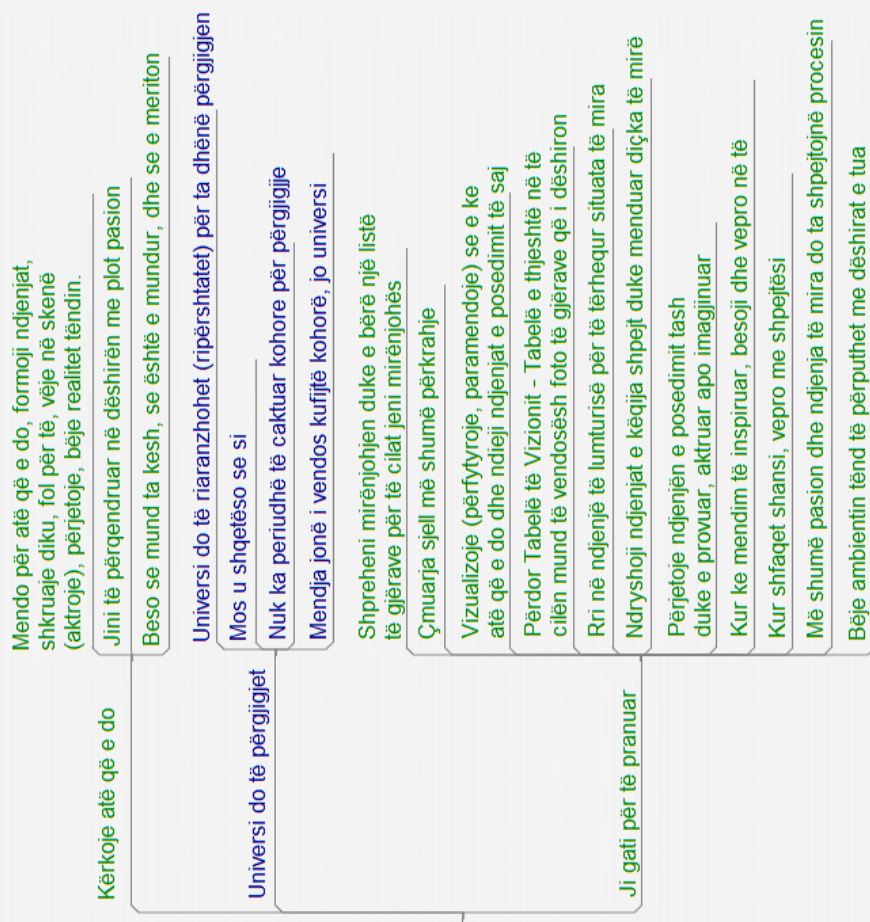 Kërkoje atë që e do
Mendo për atë që e do, formoji ndjenjat,
shkruaje diku, fol për të, vëje në skenë
(aktroje), përjetoje, bëje realitet tëndin.
Jini të përqendruar në dëshirën me plot pasion
Beso se mund ta kesh, se është e mundur, dhe se e meriton
Universi do të përgjigjet
Universi do të riaranzhohet (ripërshtatet) për ta dhënë përgjigjen
Mos u shqetëso se si
Nuk ka periudhë të caktuar kohore për përgjigje
Mendja jonë i vendos kufijtë kohorë, jo universi
Ji gati për të pranuar
Shpreheni mirënjohjen duke e bërë një listë
të gjërave për të cilat jeni mirënjohës
Çmuarja sjell më shumë përkrahje
Vizualizoje (përfytyroje, paramendoje) se e ke
atë që e do dhe ndieji ndjenjat e posedimit të saj
Përdor Tabelë të Vizionit - Tabelë e thjeshtë në të
cilën mund të vendosësh foto të gjërave që i dëshiron
Rri në ndjenjë të lumturisë për të tërhequr situata të mira
Ndryshoji ndjenjat e këqija shpejt duke menduar diçka të mirë
Përjetoje ndjenjën e posedimit tash
duke e provuar, aktruar apo imagjinuar
Kur ke mendim të inspiruar, besoji dhe vepro në të
Kur shfaqet shansi, vepro me shpejtësi
Më shumë pasion dhe ndjenja të mira do ta shpejtojnë procesin
Bëje ambientin tënd të përputhet me dëshirat e tua